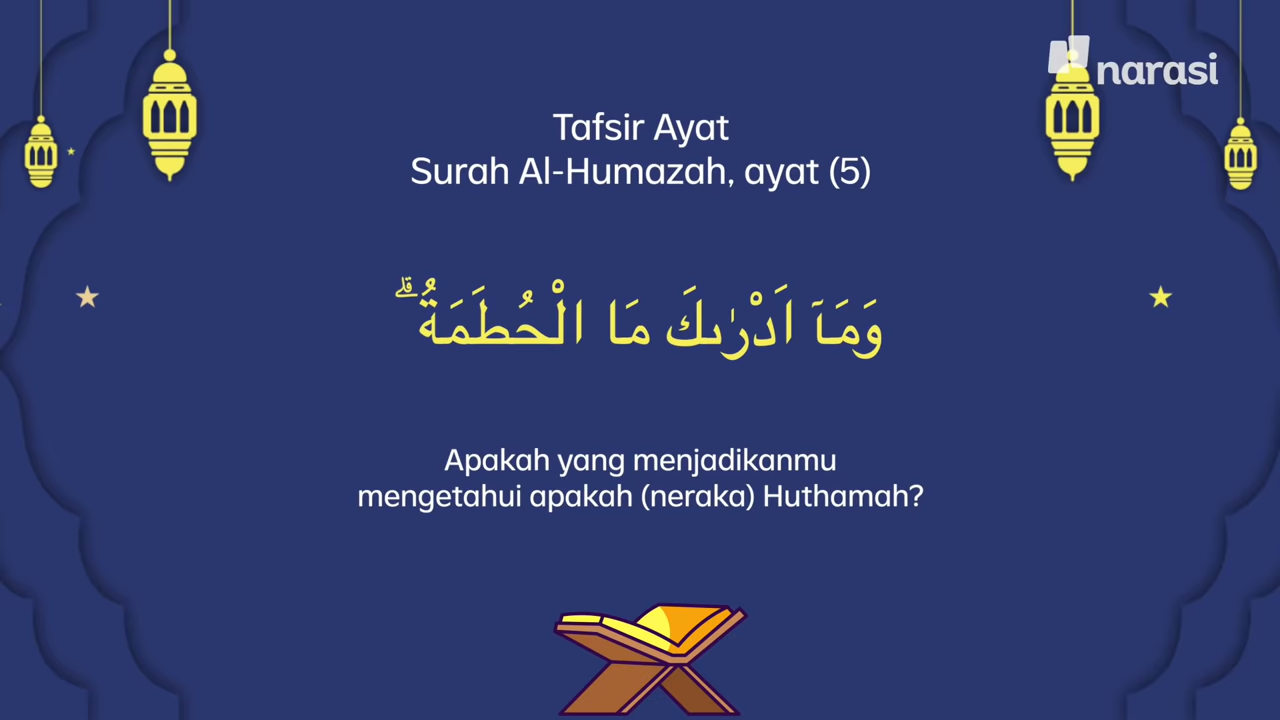 narasi
Tafsir Ayat
Surah Al-Humazah, ayat (5)
وَمَآ اَدْرٰىكَ مَا الْحُطَمَةُ ۗ
Apakah yang menjadikanmu
mengetahui apakah (neraka) Huthamah?